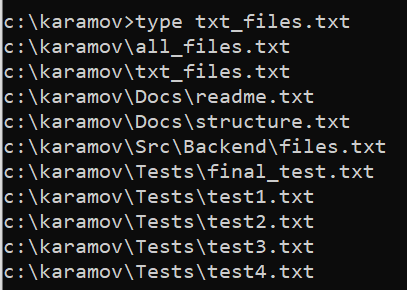 c:\karamov>type txt_files.txt
c:\karamov\all_files.txt
c:\karamov\txt_files.txt
c:\karamov\Docs\readme.txt
c:\karamov\Docs\structure.txt
c:\karamov\Src\Backend\files.txt
c:\karamov\Tests\final_test.txt
c:\karamov\Tests\test1.txt
c:\karamov\Tests\test2.txt
c:\karamov\Tests\test3.txt
c:\karamov\Tests\test4.txt